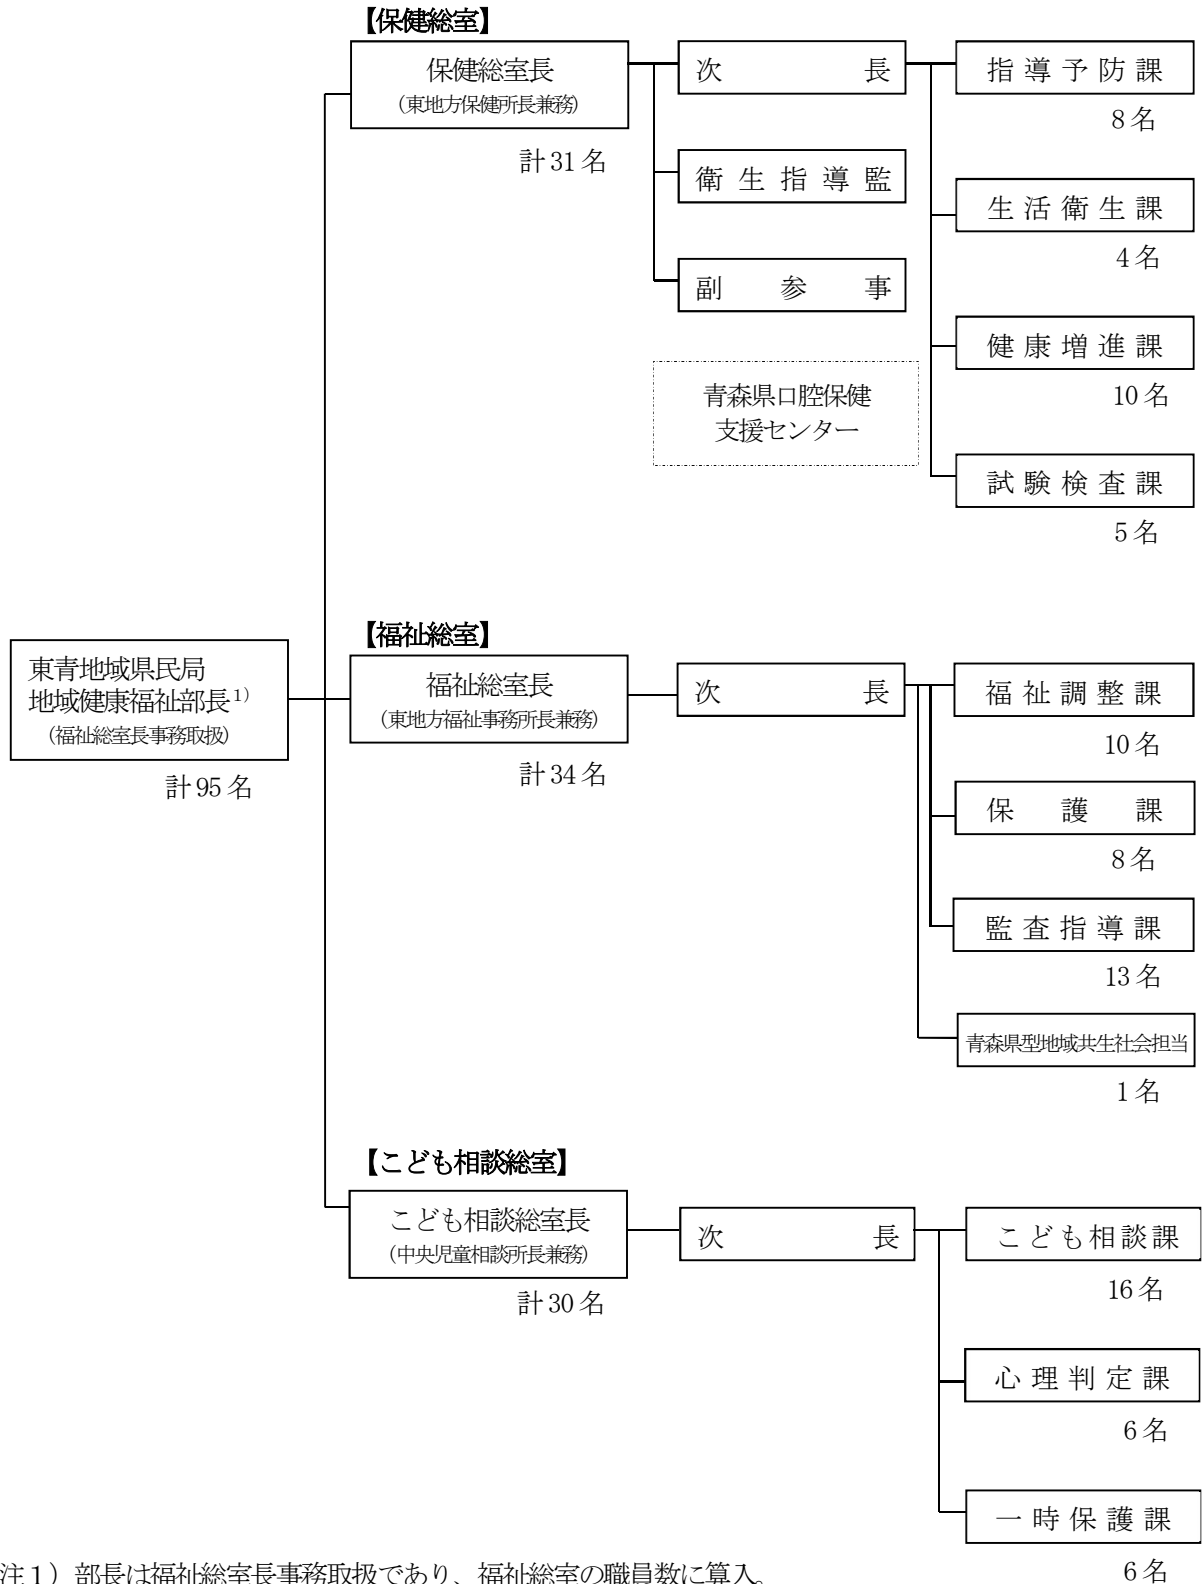 【保健総室】
保健総室長
（東地方保健所長兼務）
計31名
次長
衛生指導監
副参事
青森県口腔保健
支援センター
指導予防課
8名
生活衛生課
4名
健康増進課
10名
試験検査課
5名
東青地域県民局
地域健康福祉部長1）
（福祉総室長事務取扱）
計95名
【福祉総室】
福祉総室長
（東地方福祉事務所長兼務）
計34名
次長
福祉調整課
10名
保護課
8名
監査指導課
13名
青森県型地域共生社会担当
1名
【こども相談総室】
こども相談総室長
（中央児童相談所長兼務）
計30名
次長
こども相談課
16名
心理判定課
6名
一時保護課
6名
注1）部長は福祉総室長事務取扱であり、福祉総室の職員数に算入。